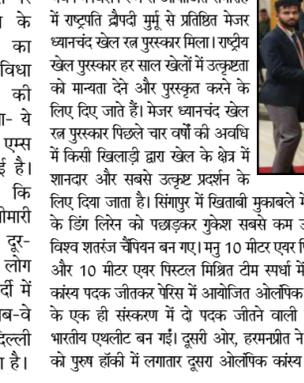 के
का
विधा
की
ये
एम्स
है।
कि
मारी
दूर-
लोग
र्दी में
ब-वे
दिल्ली
है।
में राष्ट्रपति द्रौपदी मुर्मू से प्रतिष्ठित मेजर
ध्यानचंद खेल रत्न पुरस्कार मिला। राष्ट्रीय
खेल पुरस्कार हर साल खेलों में उत्कृष्टता
को मान्यता देने और पुरस्कृत करने के
लिए दिए जाते हैं। मेजर ध्यानचंद खेल
रत्न पुरस्कार पिछले चार वर्षों की अवधि
में किसी खिलाड़ी द्वारा खेल के क्षेत्र में
शानदार और सबसे उत्कृष्ट प्रदर्शन के
लिए दिया जाता है। सिंगापुर में खिताबी मुकाबले में
के डिंग लिरेन को पछाड़कर गुकेश सबसे कम
विश्व शतरंज चैंपियन बन गए। मनु 10 मीटर एयर
और 10 मीटर एयर पिस्टल मिश्रित टीम स्पर्धा में
कांस्य पदक जीतकर पेरिस में आयोजित ओलंपिक
के एक ही संस्करण में दो पदक जीतने वाली
भारतीय एथलीट बन गईं। दूसरी ओर, हरमनप्रीत ने
को पुरुष हॉकी में लगातार दूसरा ओलंपिक कांस्य